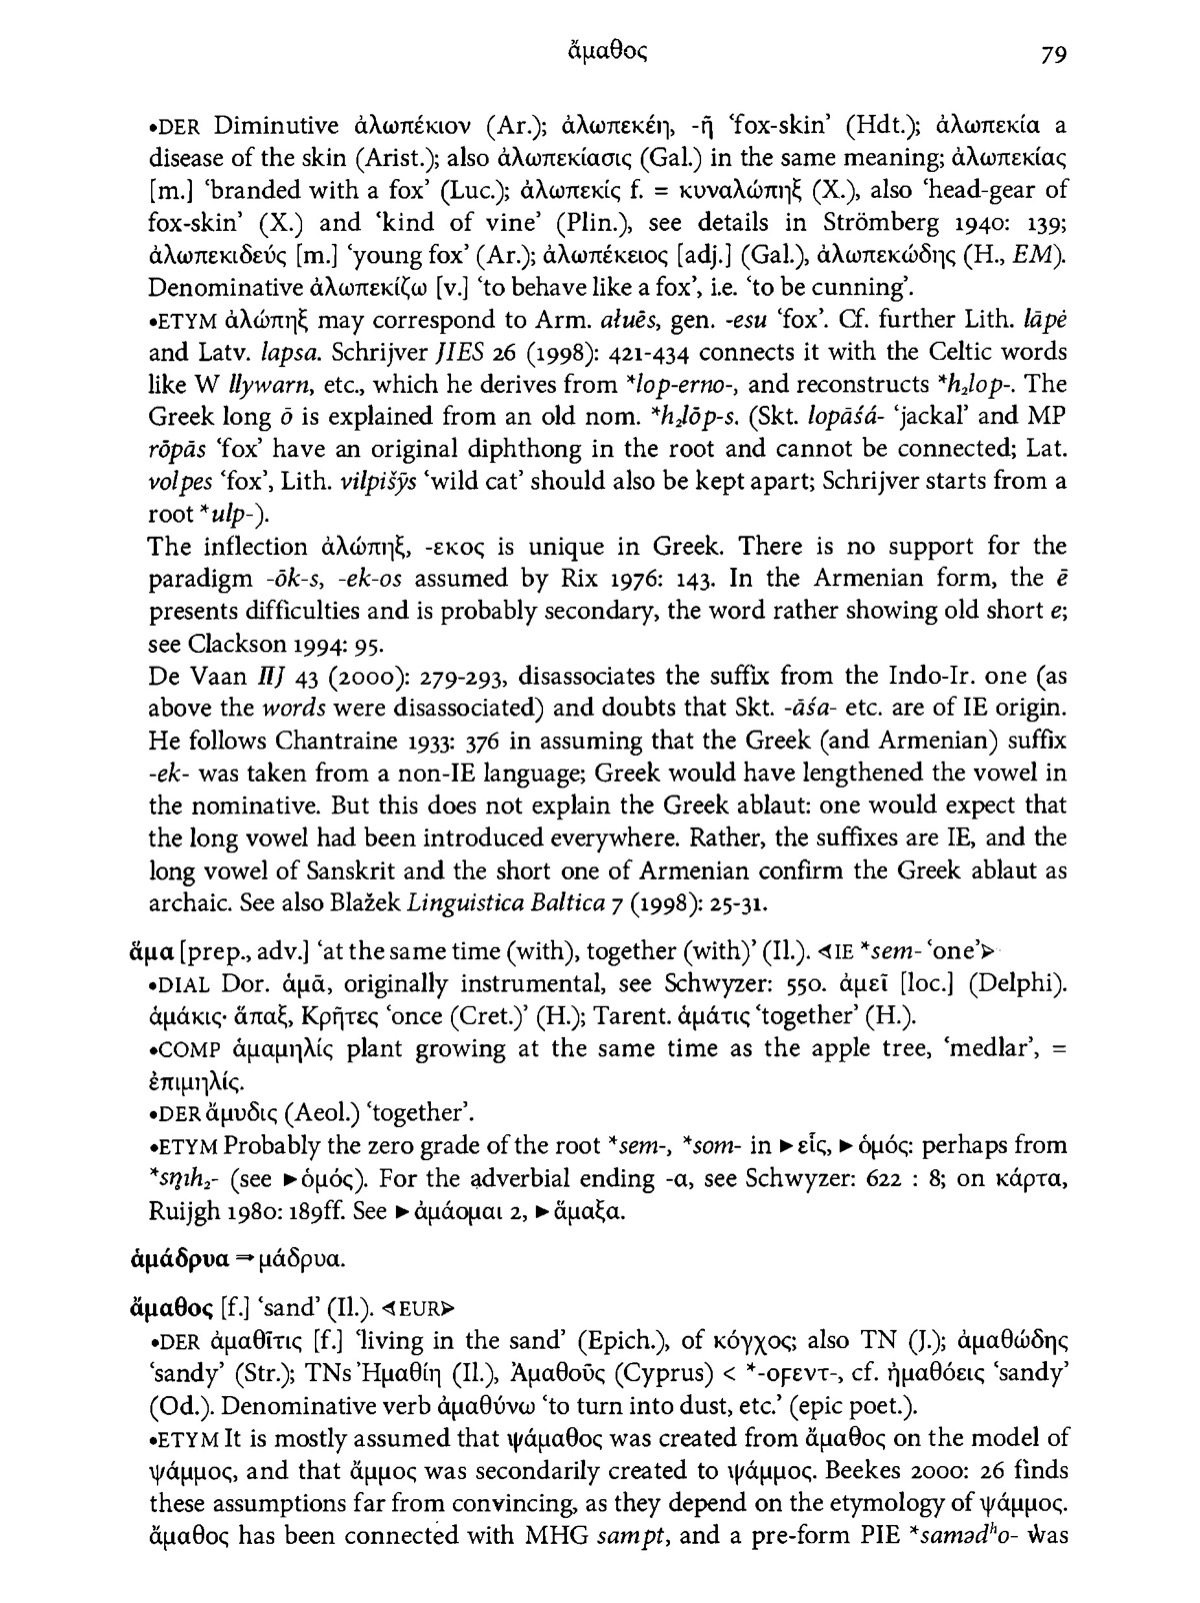 ἄμαθος 79
•DER Diminutive ἀλωπέκιον (Ar.); ἀλωπεκέη, -ῆ ‘fox-skin’ (Hdt.); ἀλωπεκία a
disease of the skin (Arist.); also ἀλωπεκίασις (Gal.) in the same meaning; ἀλωπεκίας
[m.] ‘branded with a fox’ (Luc.); ἀλωπεκίς f. = κυναλώπηξ (X.), also ‘head-gear of
fox-skin’ (X.) and ‘kind of vine’ (Plin.), see details in Strömberg 1940: 139;
ἀλωπεκιδεύς [m.] ‘young fox’ (Ar.); ἀλωπέκειος [adj.] (Gal.), ἀλωπεκώδης (H., EM).
Denominative ἀλωπεκίζω [v.] ‘to behave like a fox’, i.e. ‘to be cunning’.
•ETYM ἀλώπηξ may correspond to Arm. ałuēs, gen. -esu ‘fox’. Cf. further Lith. lãpė
and Latv. lapsa. Schrijver JIES 26 (1998): 421-434 connects it with the Celtic words
like W llywarn, etc., which he derives from *lop-erno-, and reconstructs *h₂lop-. The
Greek long ō is explained from an old nom. *h₂lōp-s. (Skt. lopāśá- ‘jackal’ and MP
rōpās ‘fox’ have an original diphthong in the root and cannot be connected; Lat.
volpes ‘fox’, Lith. vilpišỹs ‘wild cat’ should also be kept apart; Schrijver starts from a
root *ulp-).
The inflection ἀλώπηξ, -εκος is unique in Greek. There is no support for the
paradigm -ōk-s, -ek-os assumed by Rix 1976: 143. In the Armenian form, the ē
presents difficulties and is probably secondary, the word rather showing old short e;
see Clackson 1994: 95.
De Vaan IIJ 43 (2000): 279-293, disassociates the suffix from the Indo-Ir. one (as
above the words were disassociated) and doubts that Skt. -āśa- etc. are of IE origin.
He follows Chantraine 1933: 376 in assuming that the Greek (and Armenian) suffix
-ek- was taken from a non-IE language; Greek would have lengthened the vowel in
the nominative. But this does not explain the Greek ablaut: one would expect that
the long vowel had been introduced everywhere. Rather, the suffixes are IE, and the
long vowel of Sanskrit and the short one of Armenian confirm the Greek ablaut as
archaic. See also Blažek Linguistica Baltica 7 (1998): 25-31.
ἅμα [prep., adv.] ‘at the same time (with), together (with)’ (Il.). ⋖IE *sem- ‘one’⋗
•DIAL Dor. ἁμᾶ, originally instrumental, see Schwyzer: 550. ἁμεῖ [loc.] (Delphi).
ἁμάκις· ἅπαξ, Κρῆτες ‘once (Cret.)’ (H.); Tarent. ἁμάτις ‘together’ (H.).
•COMP ἁμαμηλίς plant growing at the same time as the apple tree, ‘medlar’, =
ἐπιμηλίς.
•DER ἄμυδις (Aeol.) ‘together’.
•ETYM Probably the zero grade of the root *sem-, *som- in ►εἷς, ►ὁμός: perhaps from
*sm̥h₂- (see ►ὁμός). For the adverbial ending -α, see Schwyzer: 622 : 8; on κάρτα,
Ruijgh 1980: 189ff. See ►ἀμάομαι 2, ►ἅμαξα.
ἁμάδρυα ⇒ μάδρυα.
ἄμαθος [f.] ‘sand’ (Il.). ⋖EUR⋗
•DER ἀμαθῖτις [f.] ‘living in the sand’ (Epich.), of κόγχος; also TN (J.); ἀμαθώδης
‘sandy’ (Str.); TNs Ἠμαθίη (Il.), Ἀμαθοῦς (Cyprus) < *-οϝεντ-, cf. ἠμαθόεις ‘sandy’
(Od.). Denominative verb ἀμαθύνω ‘to turn into dust, etc.’ (epic poet.).
•ETYM It is mostly assumed that ψάμαθος was created from ἄμαθος on the model of
ψάμμος, and that ἄμμος was secondarily created to ψάμμος. Beekes 2000: 26 finds
these assumptions far from convincing, as they depend on the etymology of ψάμμος.
ἄμαθος has been connected with MHG sampt, and a pre-form PIE *samədʰo- was